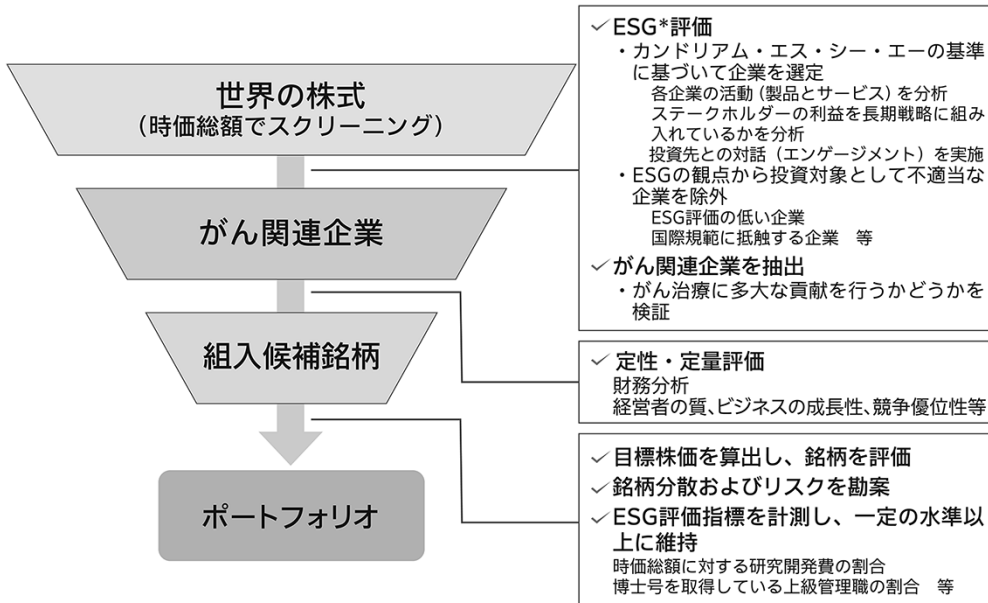 世界の株式
（時価総額でスクリーニング）
がん関連企業
組入候補銘柄
ポートフォリオ
✓ESG*評価
・カンドリアム・エス・シー・エーの基準
に基づいて企業を選定
各企業の活動（製品とサービス）を分析
ステークホルダーの利益を長期戦略に組み
入れているかを分析
投資先との対話（エンゲージメント）を実施
・ESGの観点から投資対象として不適当な
企業を除外
ESG評価の低い企業
国際規範に抵触する企業　等
✓がん関連企業を抽出
・がん治療に多大な貢献を行うかどうかを
検証
✓定性・定量評価
財務分析
経営者の質、ビジネスの成長性、競争優位性等
✓目標株価を算出し、銘柄を評価
✓銘柄分散およびリスクを勘案
✓ESG評価指標を計測し、一定の水準以
上に維持
時価総額に対する研究開発費の割合
博士号を取得している上級管理職の割合　等